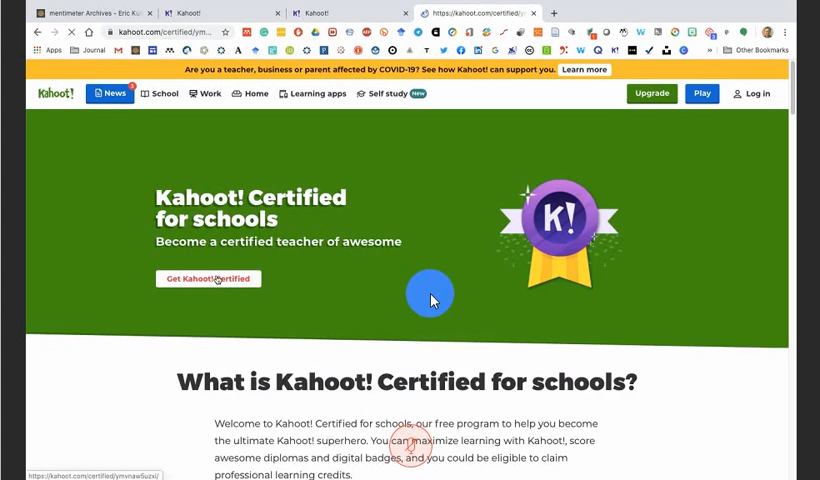 mentimeter Archives - Eric Ku
Kahoot!
Kahoot!
https://kahoot.com/certified/y
kahoot.com/certified/ym...
Apps
Journal
Other Bookmarks
Are you a teacher, business or parent affected by COVID-19? See how Kahoot! can support you.
Learn more
Kahoot!
News
3
School
Work
Home
Learning apps
Self study
New
Upgrade
Play
Log in
Kahoot! Certified
for schools
Become a certified teacher of awesome
Get Kahoot! Certified
K!
What is Kahoot! Certified for schools?
Welcome to Kahoot! Certified for schools, our free program to help you become
the ultimate Kahoot! superhero. You can maximize learning with Kahoot!, score
awesome diplomas and digital badges, and you could be eligible to claim
professional learning credits.
https://kahoot.com/certified/ymvnaw5uzxi/